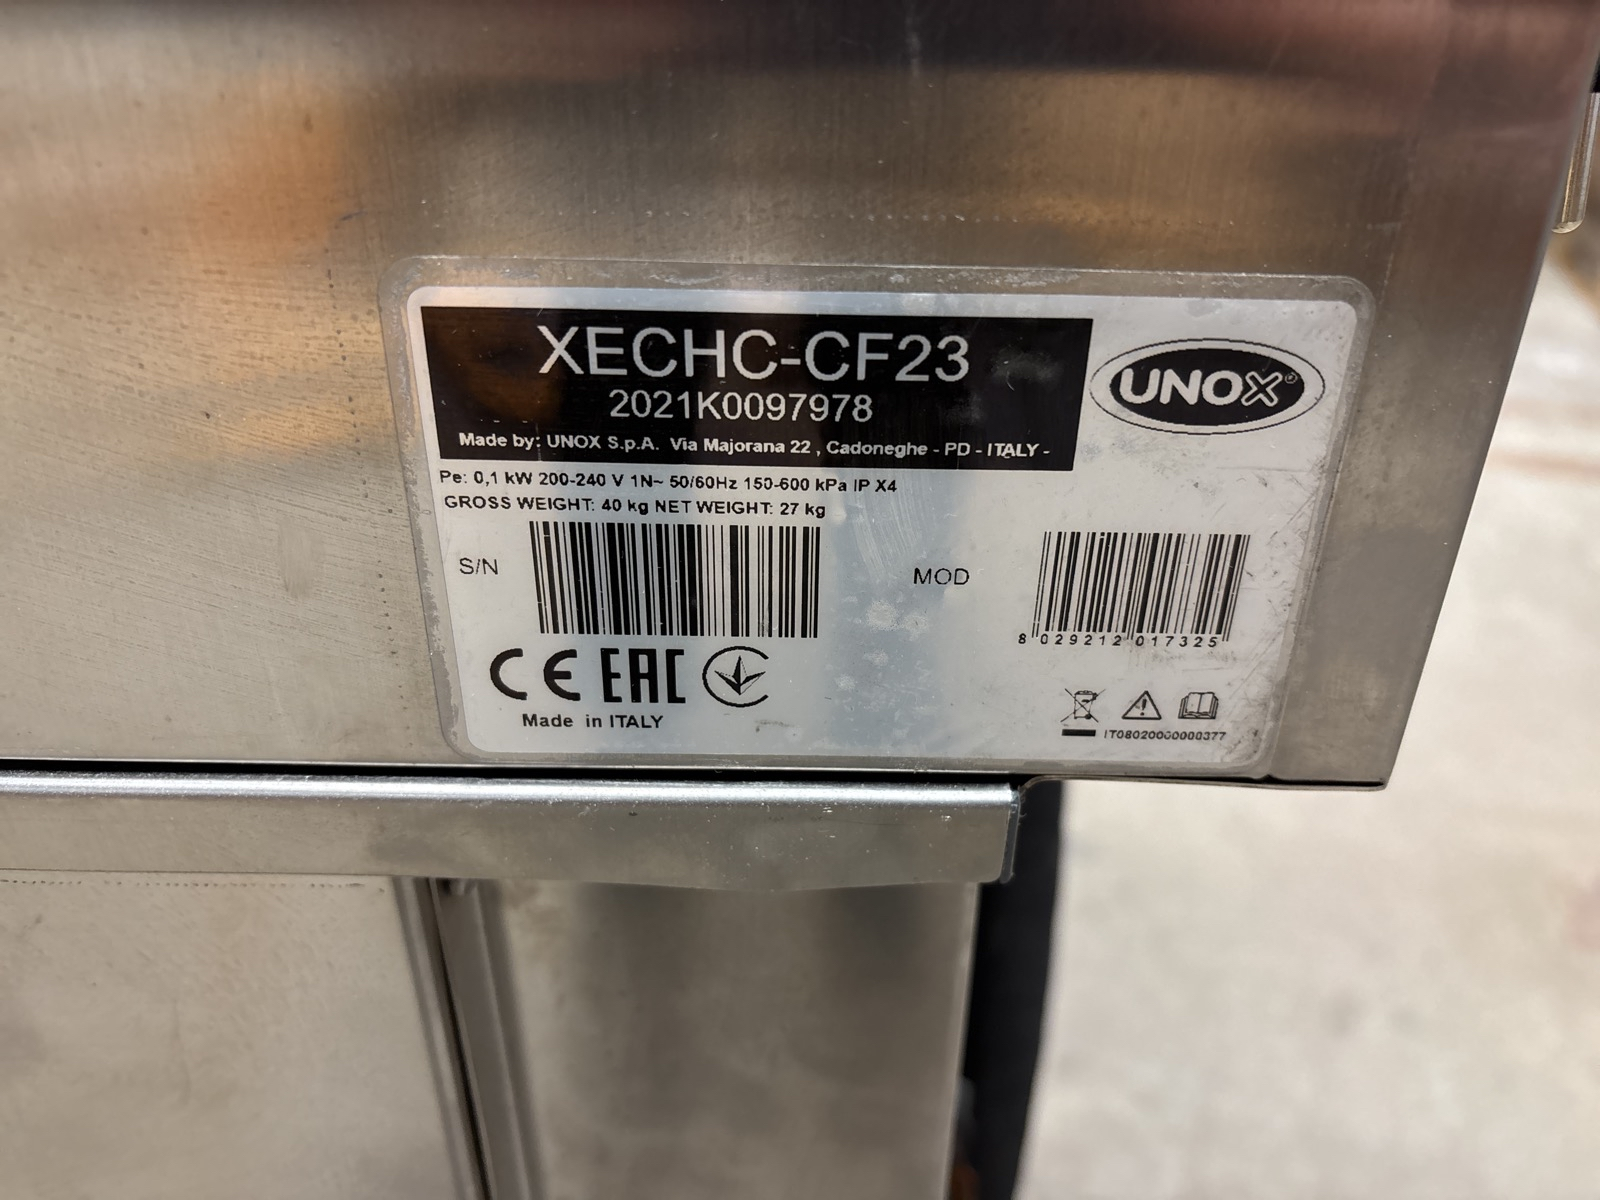 XECHC-CF23
2021K0097978
Made by: UNOX S.p.A. Via Majorana 22 , Cadoneghe - PD - ITALY -
UNOX®
Pe: 0,1 kW 200-240 V 1N~ 50/60Hz 150-600 kPa IP X4
GROSS WEIGHT: 40 kg NET WEIGHT: 27 kg
S/N
MOD
8 029212 017325
CE EAC
Made in ITALY
IT08020000000377